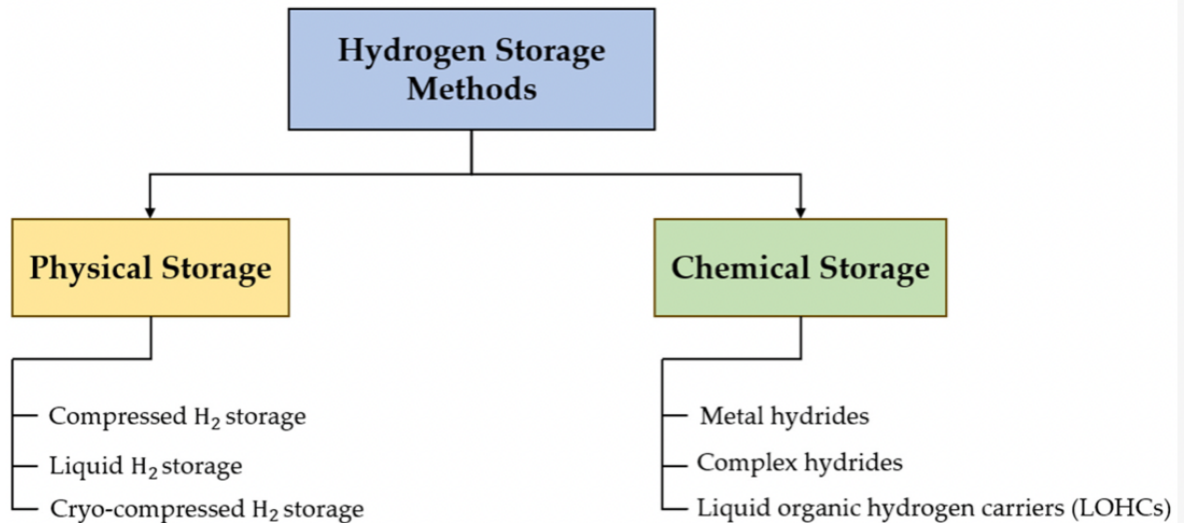 Hydrogen Storage
Methods
Physical Storage
Chemical Storage
Compressed H₂ storage
Liquid H₂ storage
Cryo-compressed H₂ storage
Metal hydrides
Complex hydrides
Liquid organic hydrogen carriers (LOHCs)